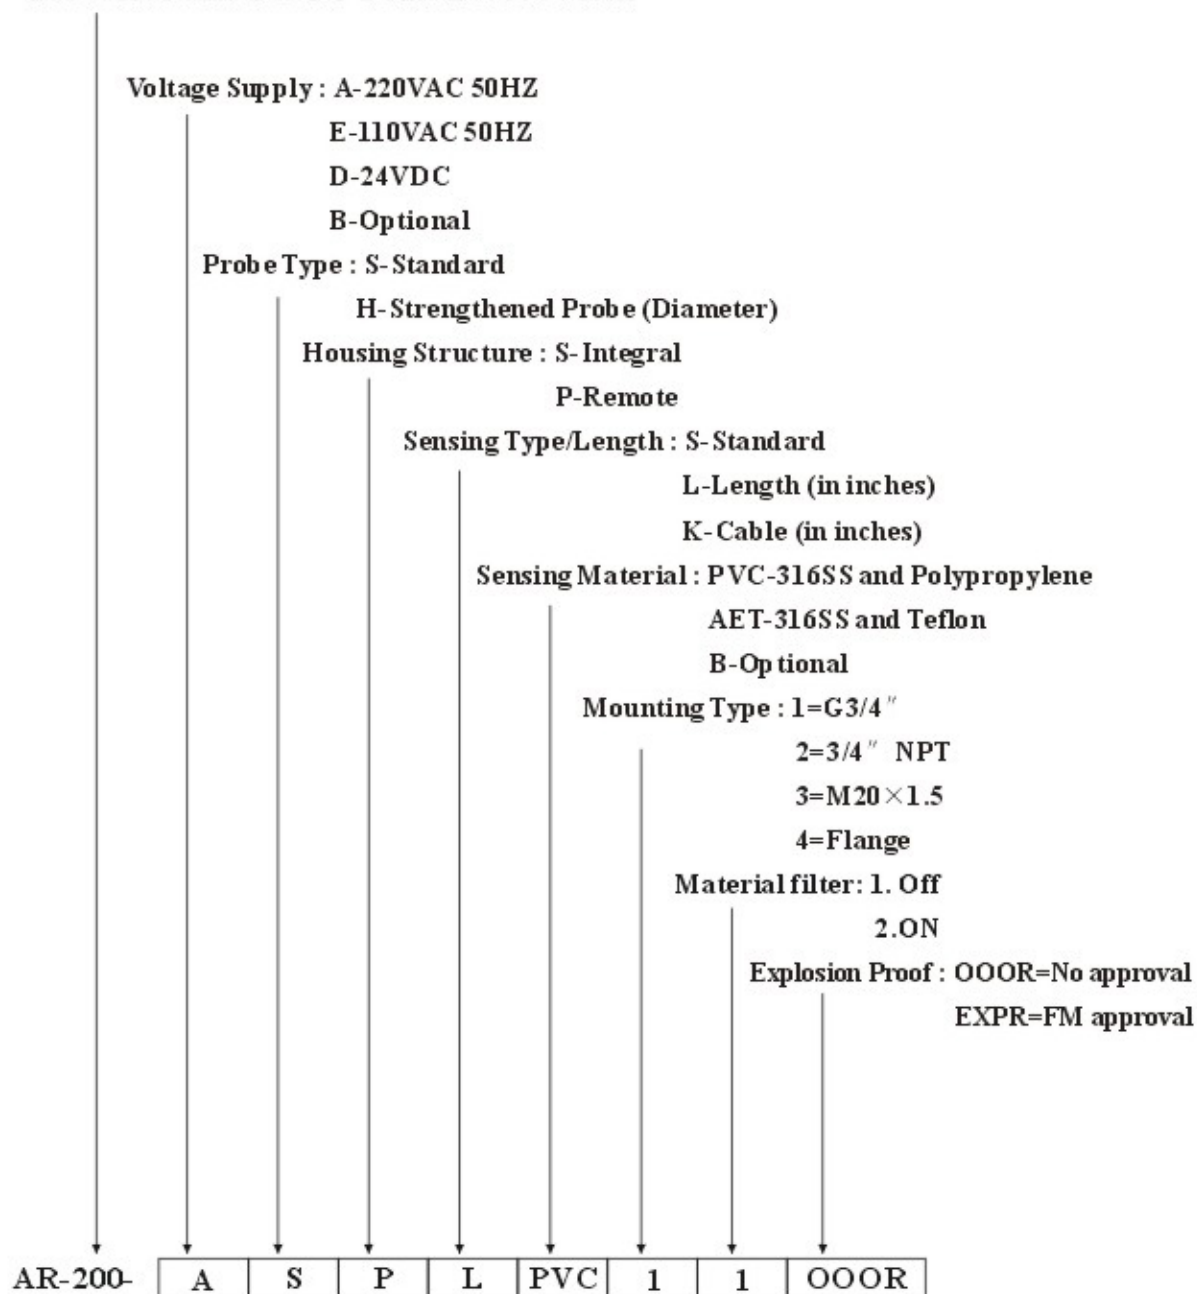 Voltage Supply : A-220VAC 50HZ
E-110VAC 50HZ
D-24VDC
B-Optional
Probe Type : S-Standard
H-Strengthened Probe (Diameter)
Housing Structure : S-Integral
P-Remote
Sensing Type/Length : S-Standard
L-Length (in inches)
K-Cable (in inches)
Sensing Material : PVC-316SS and Polypropylene
AET-316SS and Teflon
B-Optional
Mounting Type : 1=G3/4″
2=3/4″ NPT
3=M20×1.5
4=Flange
Material filter: 1. Off
2.ON
Explosion Proof : OOOR=No approval
EXPR=FM approval
AR-200- A S P L PVC 1 1 OOOR